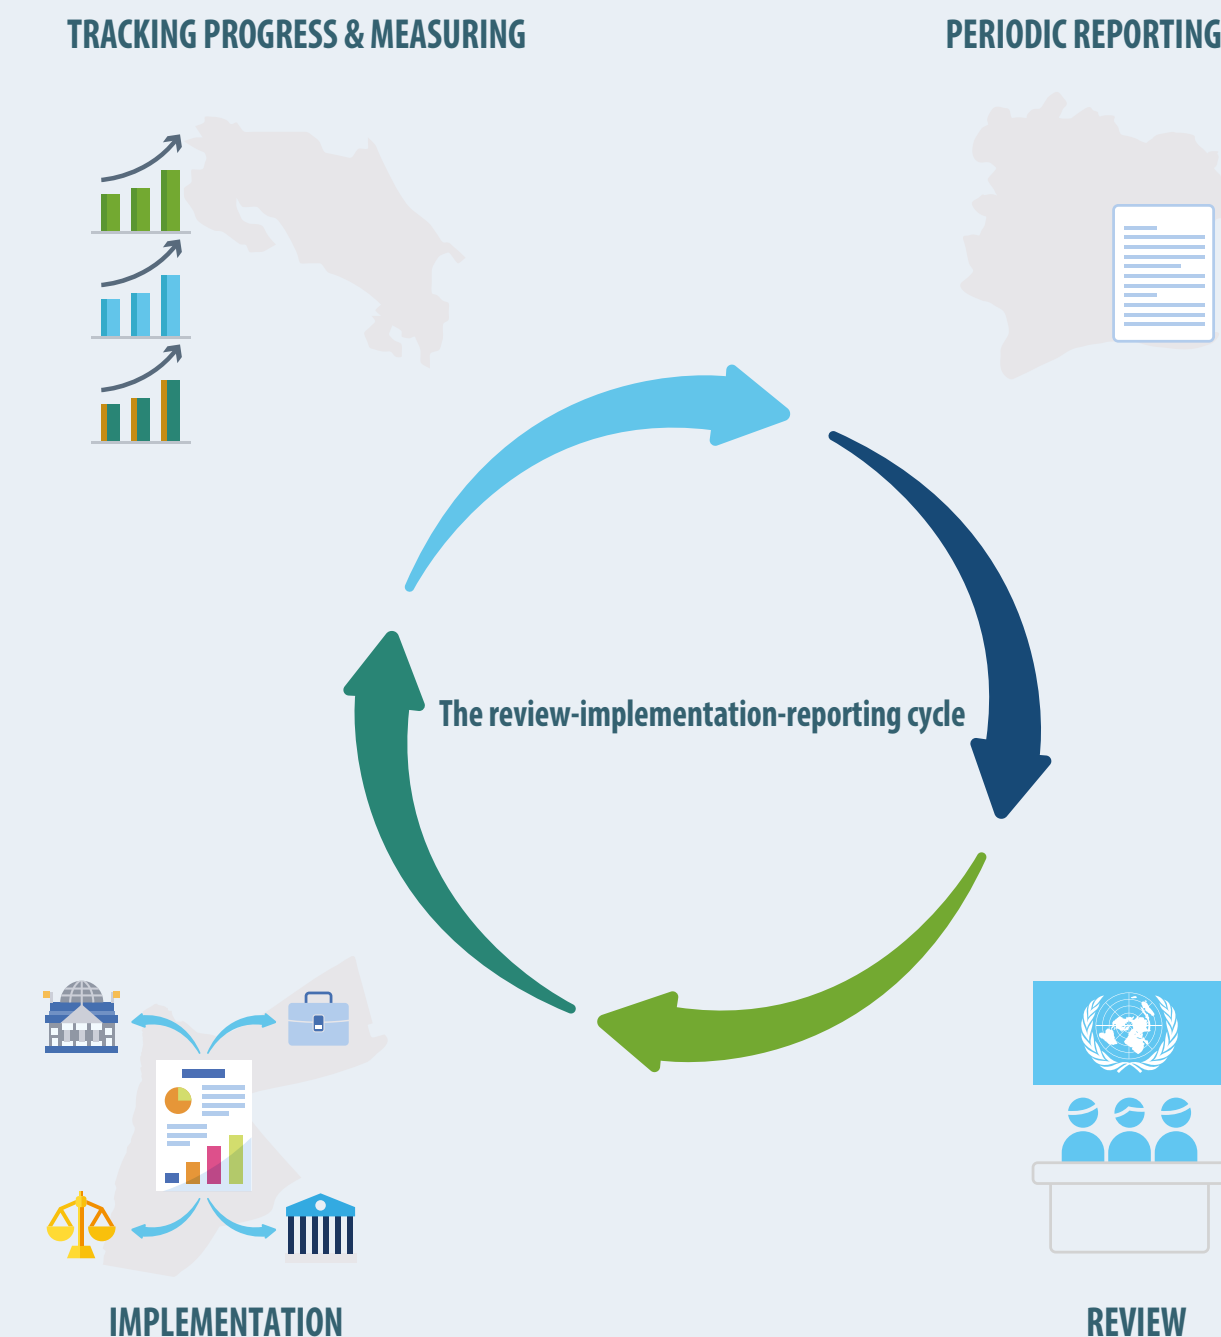 TRACKING PROGRESS & MEASURING
PERIODIC REPORTING
The review-implementation-reporting cycle
IMPLEMENTATION
REVIEW